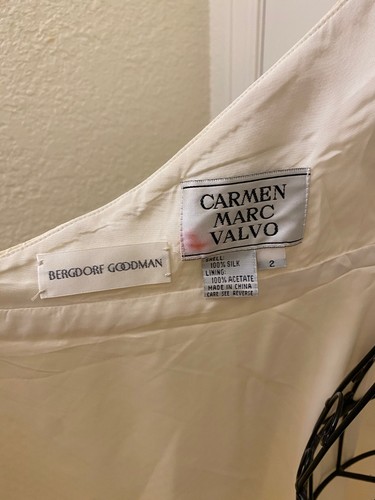 CARMEN
MARC
VALVO
BERGDORF GOODMAN
SHELL:
100% SILK
LINING:
100% ACETATE
MADE IN CHINA
CARE SEE REVERSE
2